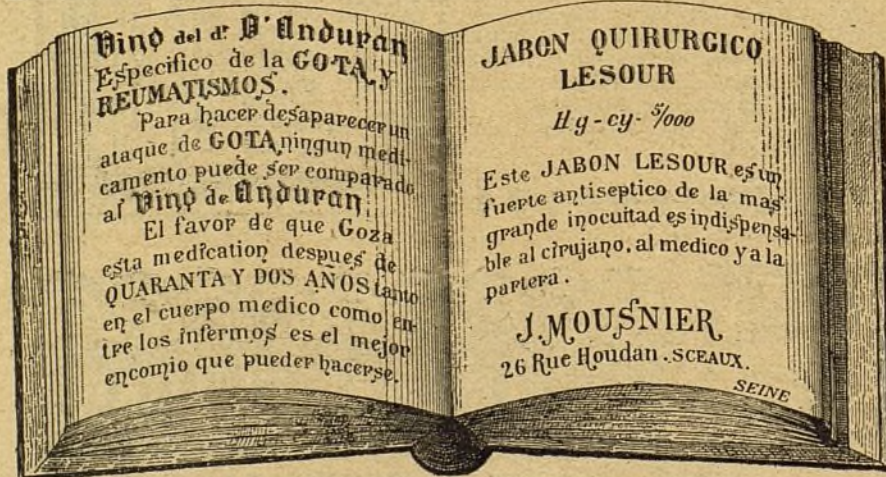 Vino del dr D'Anduran
Especifico de la GOTA y
REUMATISMOS.
Para hacer desaparecer un
ataque de GOTA, ningun medi-
camento puede ser comparado
al Vino de Anduran.
El favor de que Goza
esta medication despues de
QUARANTA Y DOS AÑOS tanto
en el cuerpo medico como en-
tre los infermos es el mejor
encomio que pueder hacerse.
JABON QUIRURGICO
LESOUR
Hg-cy- 5/000
Este JABON LESOUR es un
fuerte antiseptico de la mas
grande inocuitad es indispensa-
ble al cirujano, al medico y a la
partera.
J. MOUSNIER
26 Rue Houdan. SCEAUX.
SEINE